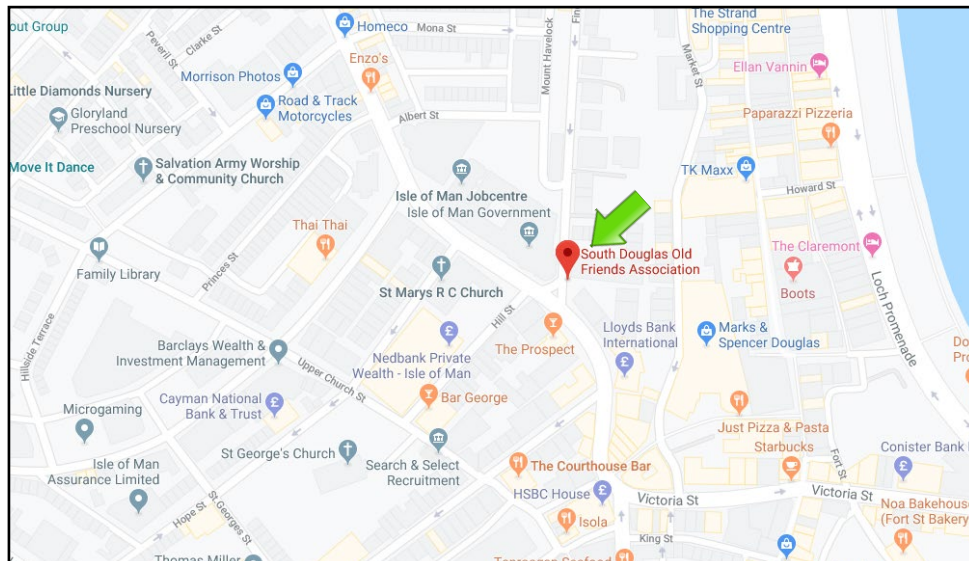 out Group
Peveril St
Clarke St
Homeco
Mona St
Mount Havelock
Fin
The Strand
Shopping Centre
Market St
Ellan Vannin
Enzo's
Morrison Photos
Little Diamonds Nursery
Road & Track
Motorcycles
Gloryland
Preschool Nursery
Albert St
Paparazzi Pizzeria
Move It Dance
Salvation Army Worship
& Community Church
TK Maxx
Isle of Man Jobcentre
Isle of Man Government
Howard St
Thai Thai
South Douglas Old
Friends Association
The Claremont
Family Library
Princes St
St Marys R C Church
Boots
Loch Promenade
Hill St
Hillside Terrace
Lloyds Bank
International
Marks &
Spencer Douglas
Barclays Wealth &
Investment Management
Nedbank Private
Wealth - Isle of Man
The Prospect
Do
Pro
Upper Church St
Microgaming
Cayman National
Bank & Trust
Bar George
Just Pizza & Pasta
Starbucks
St George's Church
Search & Select
Recruitment
Fort St
Conister Bank
Isle of Man
Assurance Limited
The Courthouse Bar
HSBC House
Victoria St
Victoria St
Hope St
St Georges St
Isola
Noa Bakehouse
(Fort St Bakery)
King St
Thomas Miller
Tanroagan Seafood